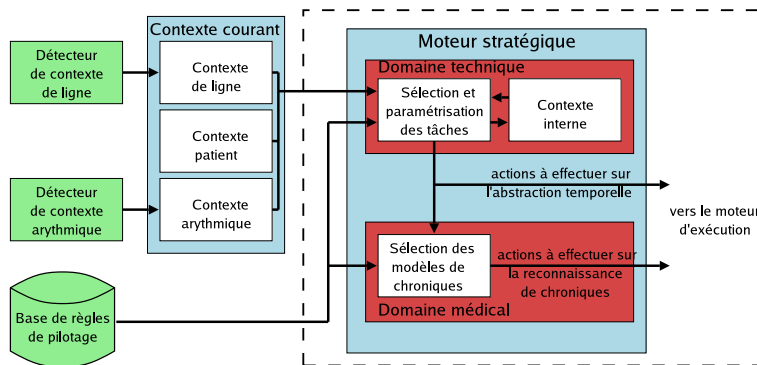 Contexte courant
Détecteur
de contexte
de ligne
Contexte
de ligne
Contexte
patient
Détecteur
de contexte
arythmique
Contexte
arythmique
Base de règles
de pilotage
Moteur stratégique
Domaine technique
Sélection et
paramétrisation
des tâches
Contexte
interne
actions à effectuer sur
l'abstraction temporelle
vers le moteur
d'exécution
Sélection des
modèles de
chroniques
actions à effectuer sur
la reconnaissance
de chroniques
Domaine médical